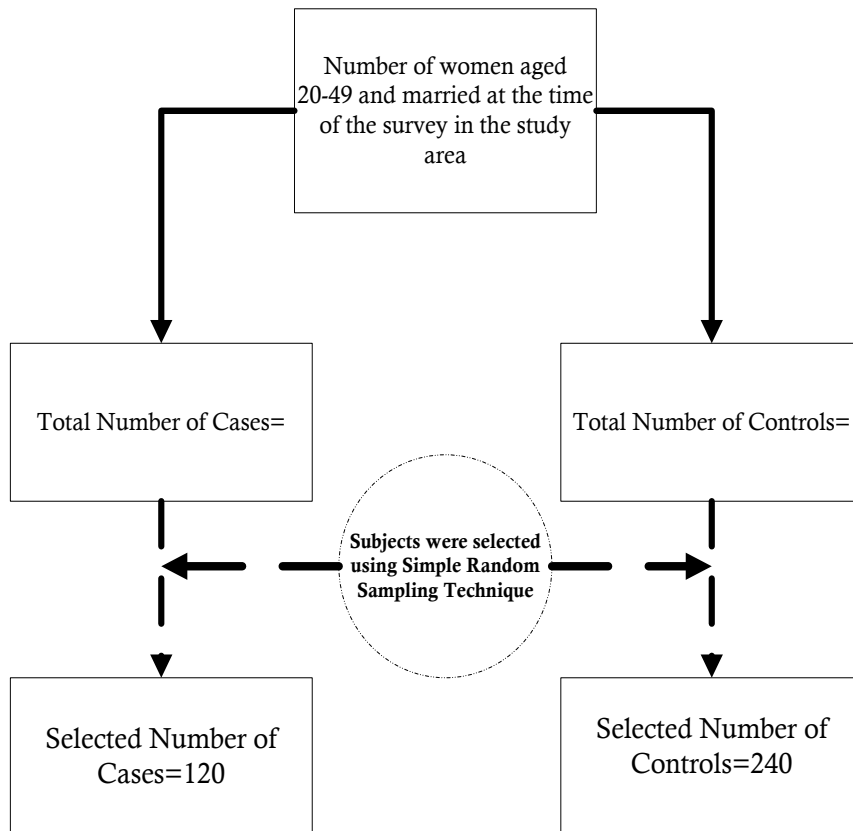 Number of women aged
20-49 and married at the time
of the survey in the study
area
Total Number of Cases=
Total Number of Controls=
Subjects were selected
using Simple Random
Sampling Technique
Selected Number of
Cases=120
Selected Number of
Controls=240